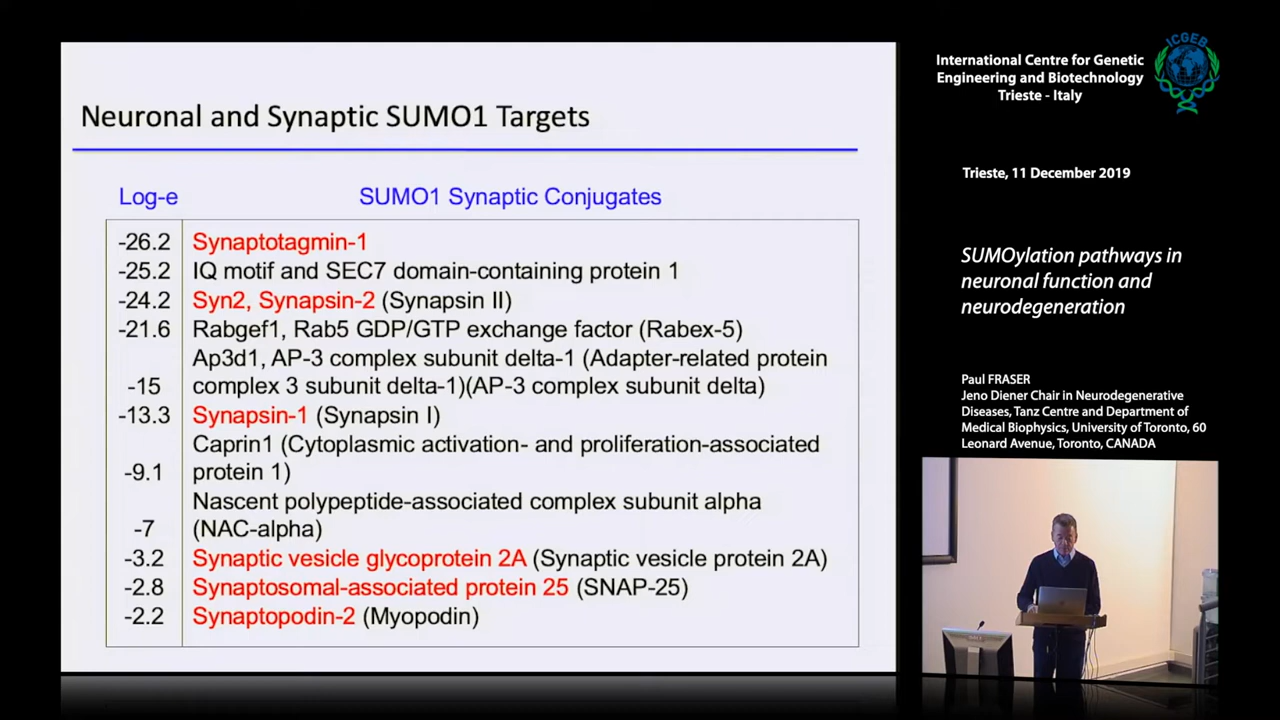 Neuronal and Synaptic SUMO1 Targets
Log-e SUMO1 Synaptic Conjugates
-26.2 Synaptotagmin-1
-25.2 IQ motif and SEC7 domain-containing protein 1
-24.2 Syn2, Synapsin-2 (Synapsin II)
-21.6 Rabgef1, Rab5 GDP/GTP exchange factor (Rabex-5)
Ap3d1, AP-3 complex subunit delta-1 (Adapter-related protein
-15 complex 3 subunit delta-1)(AP-3 complex subunit delta)
-13.3 Synapsin-1 (Synapsin I)
Caprin1 (Cytoplasmic activation- and proliferation-associated
-9.1 protein 1)
Nascent polypeptide-associated complex subunit alpha
-7 (NAC-alpha)
-3.2 Synaptic vesicle glycoprotein 2A (Synaptic vesicle protein 2A)
-2.8 Synaptosomal-associated protein 25 (SNAP-25)
-2.2 Synaptopodin-2 (Myopodin)
International Centre for Genetic
Engineering and Biotechnology
Trieste - Italy
ICGEB
Trieste, 11 December 2019
SUMOylation pathways in
neuronal function and
neurodegeneration
Paul FRASER
Jeno Diener Chair in Neurodegenerative
Diseases, Tanz Centre and Department of
Medical Biophysics, University of Toronto, 60
Leonard Avenue, Toronto, CANADA